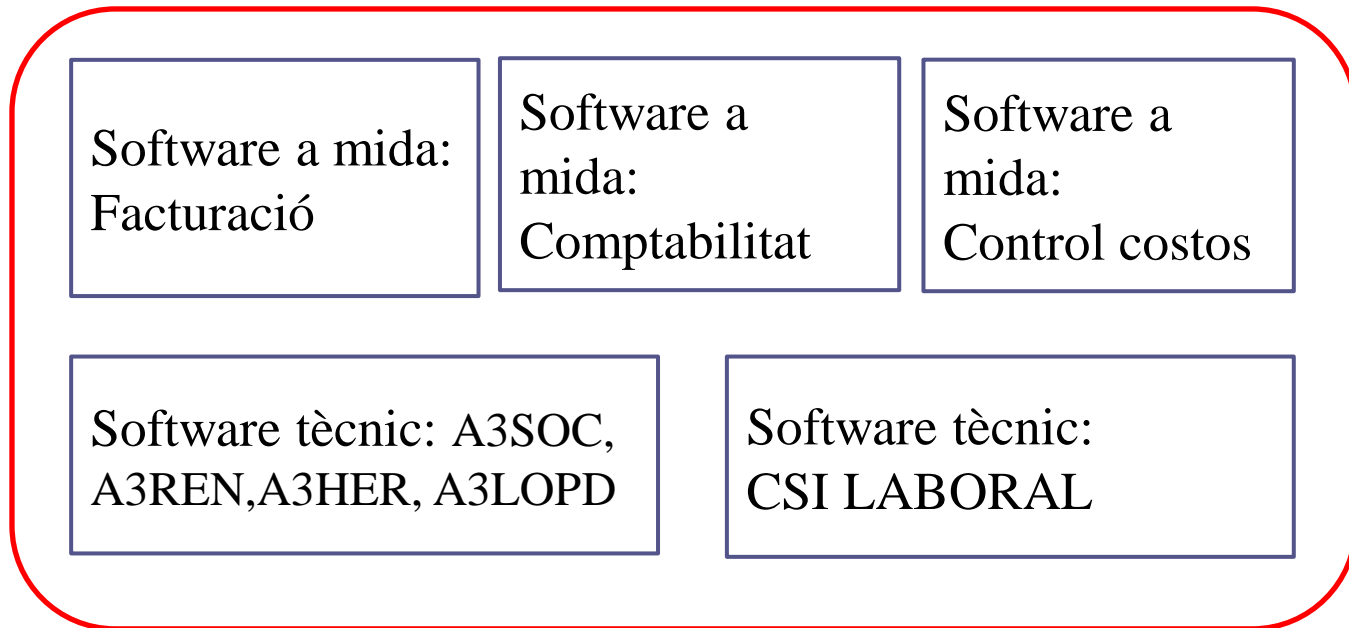 Software a mida:
Facturació
Software a
mida:
Comptabilitat
Software a
mida:
Control costos
Software tècnic: A3SOC,
A3REN,A3HER, A3LOPD
Software tècnic:
CSI LABORAL